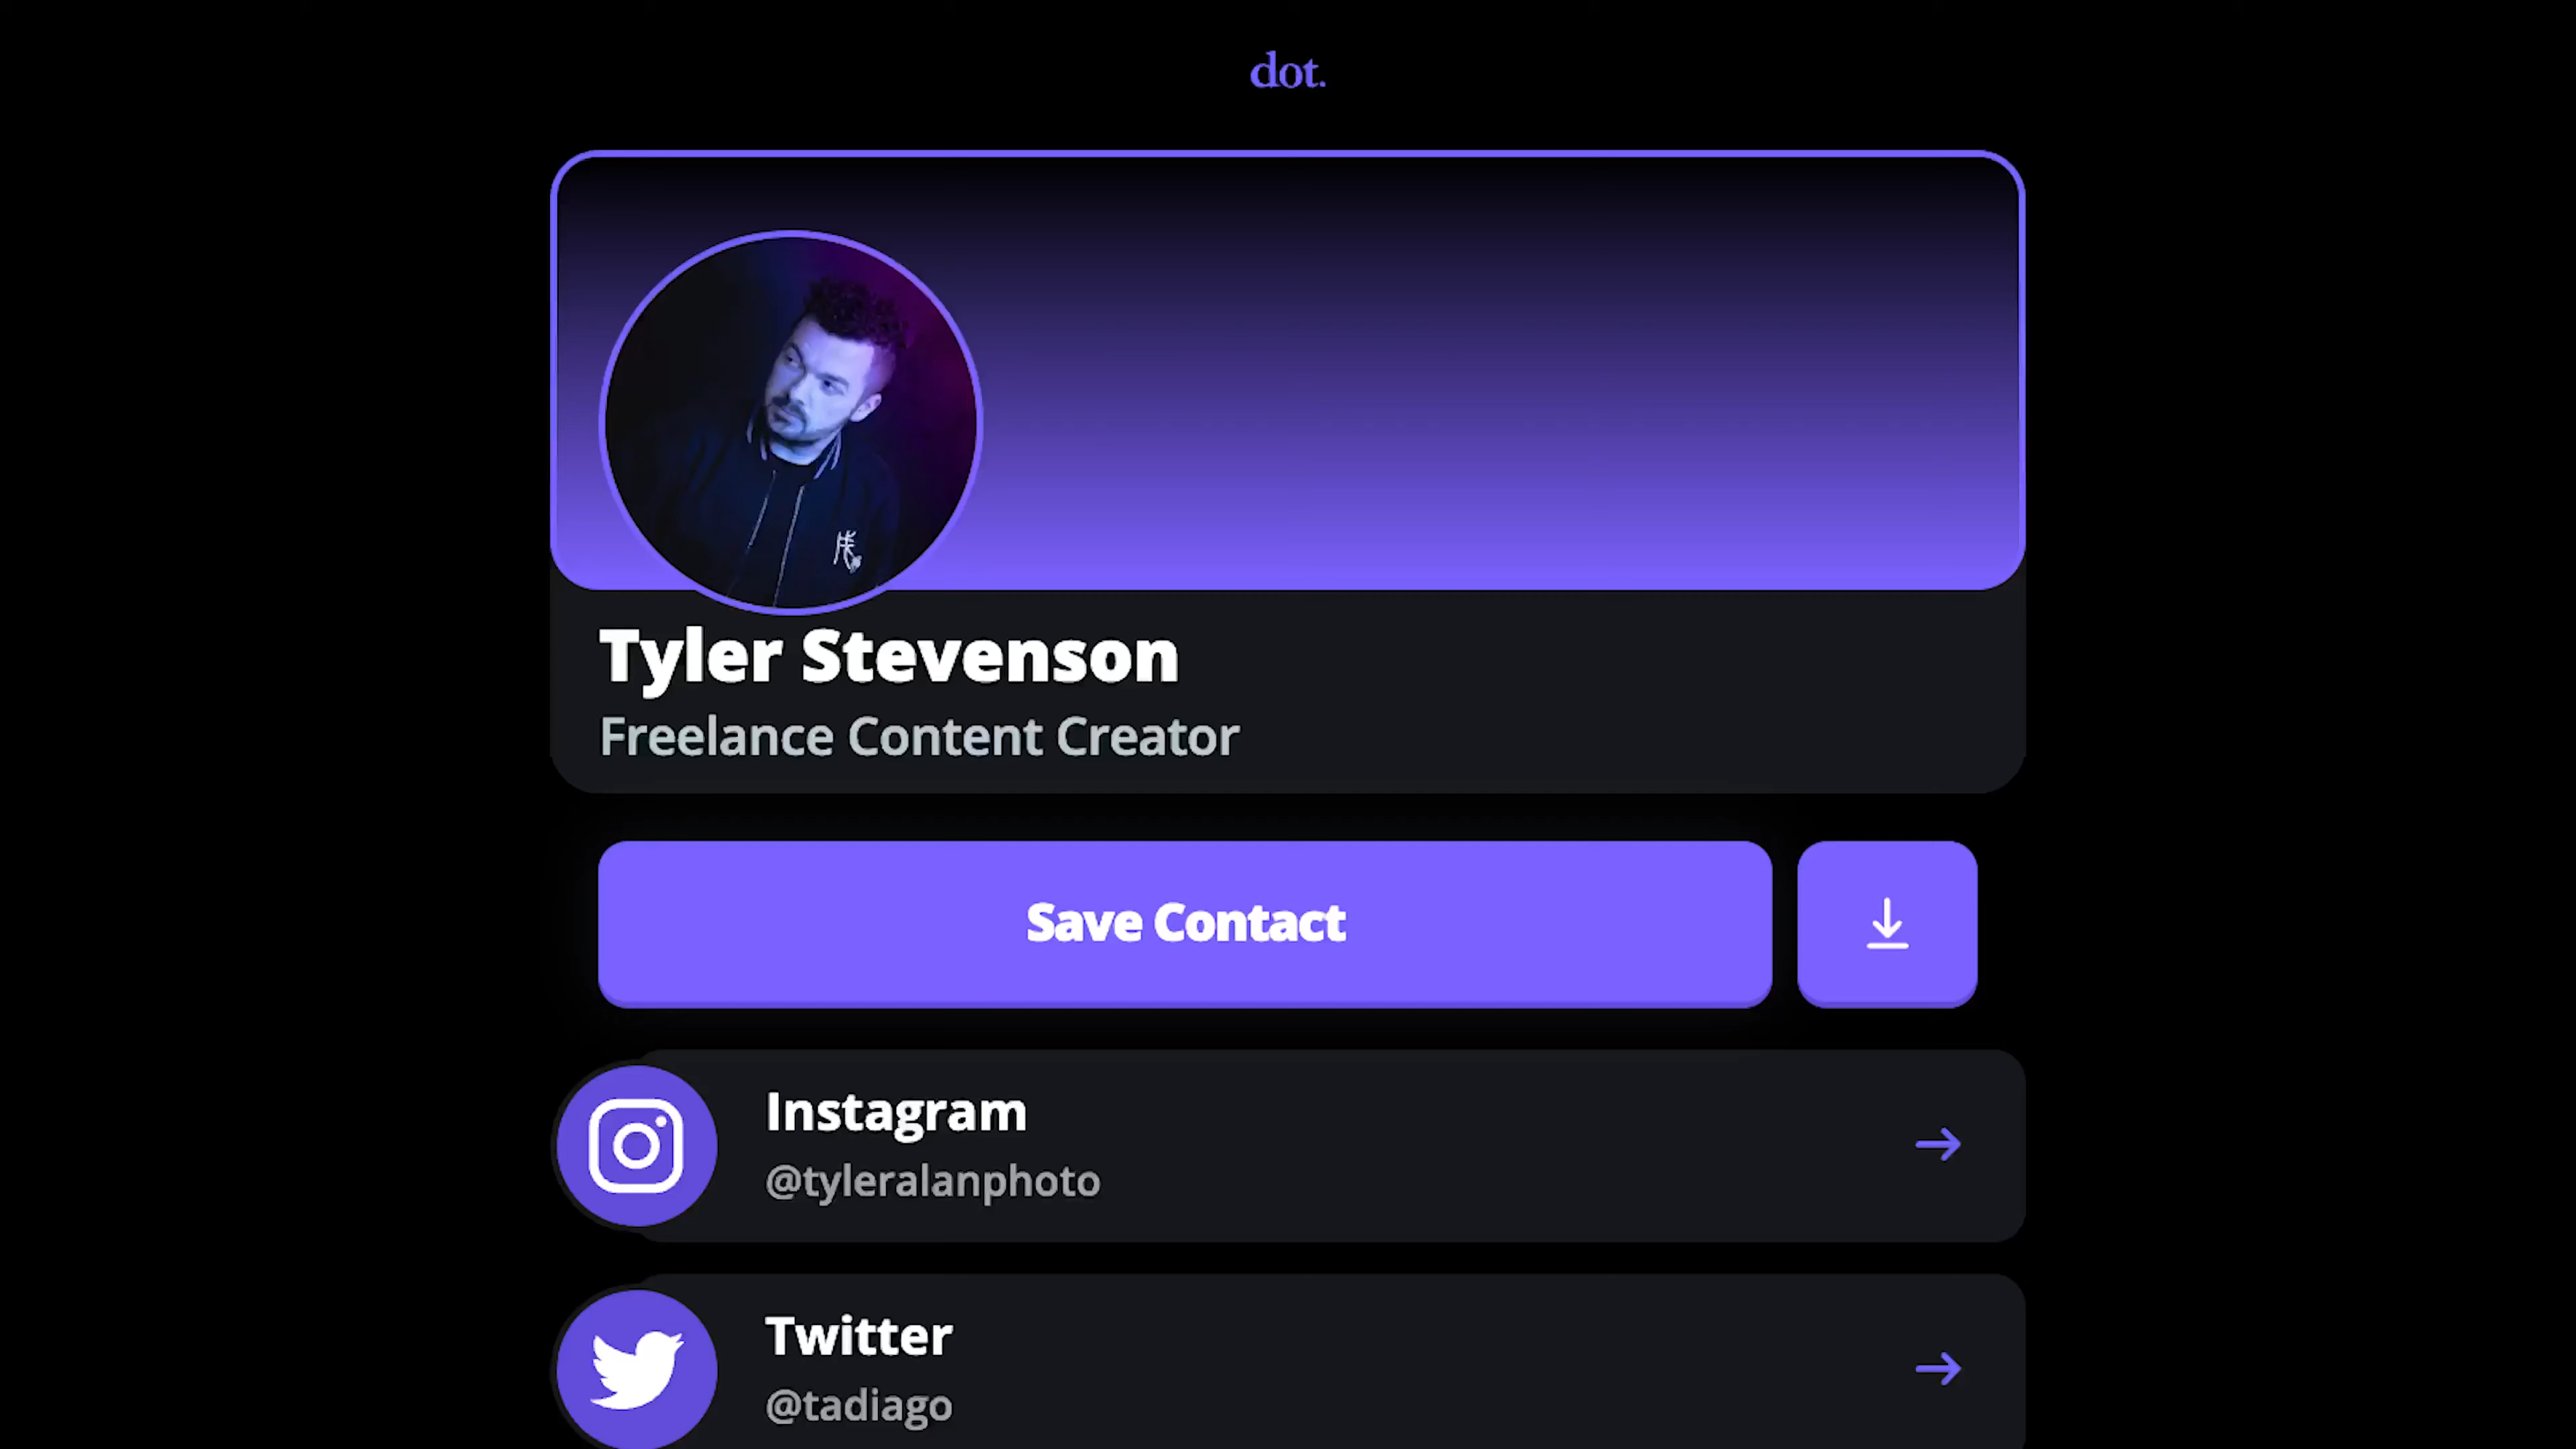 dot.
Tyler Stevenson
Freelance Content Creator
Save Contact
Instagram
@tyleralanphoto
Twitter
@tadiago